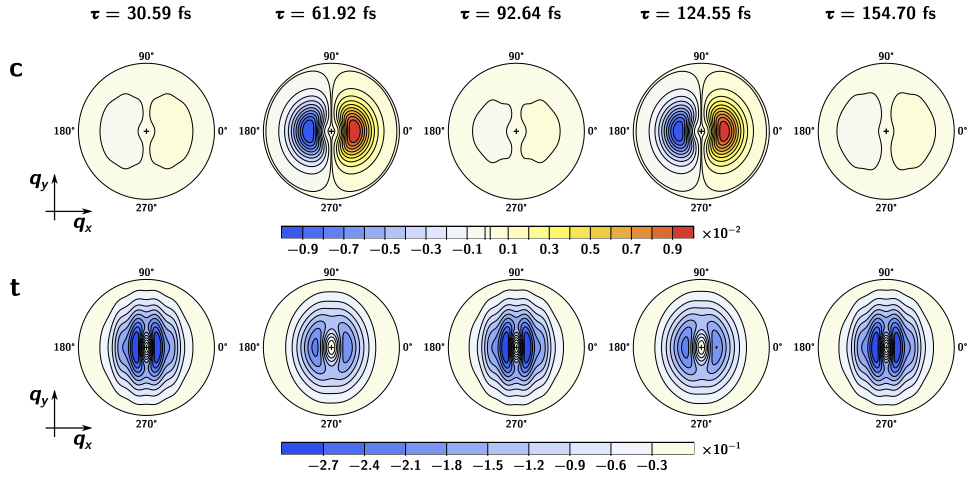 τ = 30.59 fs τ = 61.92 fs τ = 92.64 fs τ = 124.55 fs τ = 154.70 fs
c
90° 90° 90° 90° 90°
180° 0° 180° 0° 180° 0° 180° 0° 180° 0°
270° 270° 270° 270° 270°
q_y
q_x
−0.9 −0.7 −0.5 −0.3 −0.1 0.1 0.3 0.5 0.7 0.9 ×10⁻²
t
90° 90° 90° 90° 90°
180° 0° 180° 0° 180° 0° 180° 0° 180° 0°
270° 270° 270° 270° 270°
q_y
q_x
−2.7 −2.4 −2.1 −1.8 −1.5 −1.2 −0.9 −0.6 −0.3 ×10⁻¹